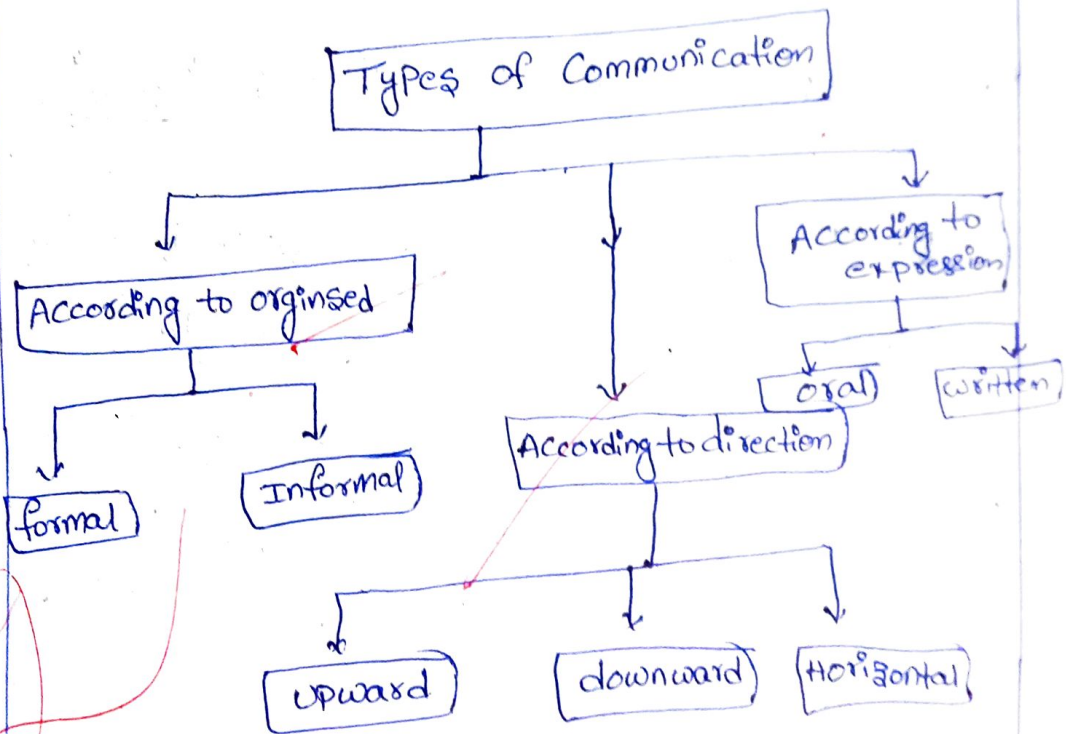 Types of Communication
According to
expression
According to orginsed
oral
written
According to direction
Informal
formal
upward
downward
Horizontal